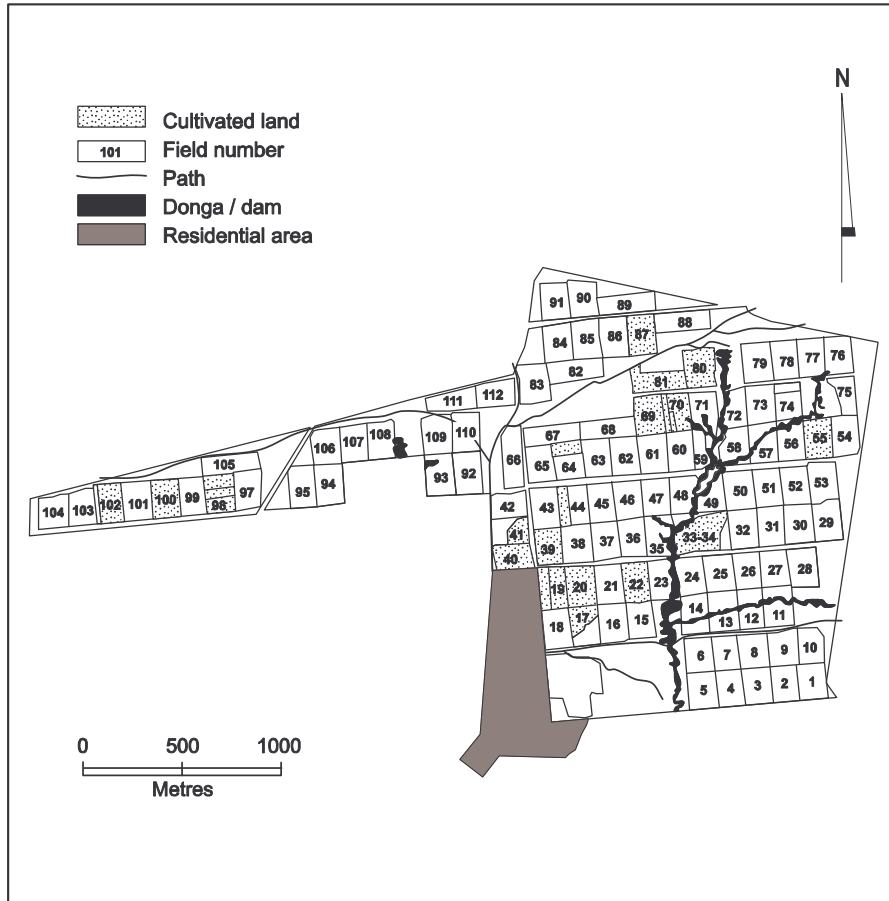 N
Cultivated land
101 Field number
Path
Donga / dam
Residential area
91 90 89
84 85 86 87 88
83 82 81 80 79 78 77 76
111 112
69 70 71 72 73 74 75
106 107 108 109 110
66 67 68
65 64 63 62 61 60 59 58 57 56 55 54
105
95 94 93 92
104 103 102 101 100 99 98 97
42 43 44 45 46 47 48 49 50 51 52 53
41
40 39 38 37 36 35 33-34 32 31 30 29
19 20 21 22 23 24 25 26 27 28
18 17 16 15 14 13 12 11
6 7 8 9 10
5 4 3 2 1
0 500 1000
Metres